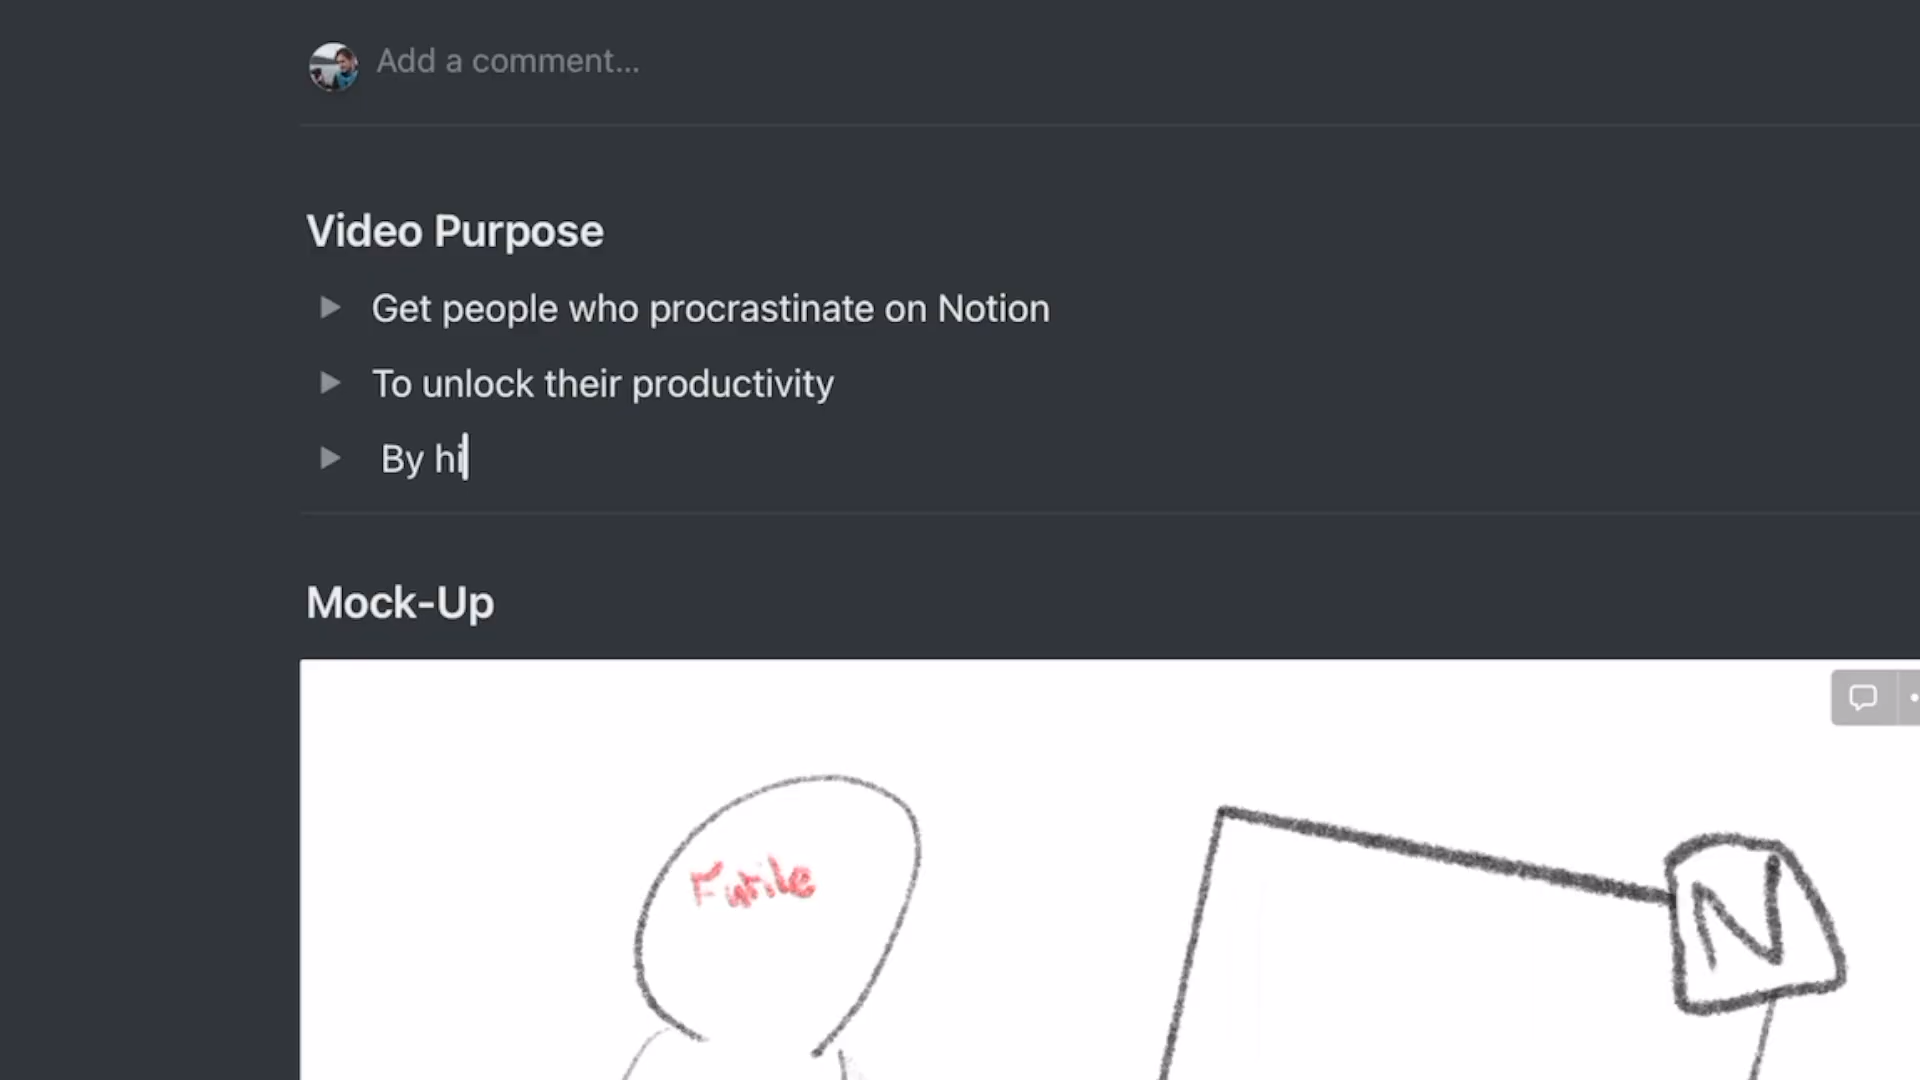 Add a comment...
Video Purpose
Get people who procrastinate on Notion
To unlock their productivity
By hi
Mock-Up
Futile
N